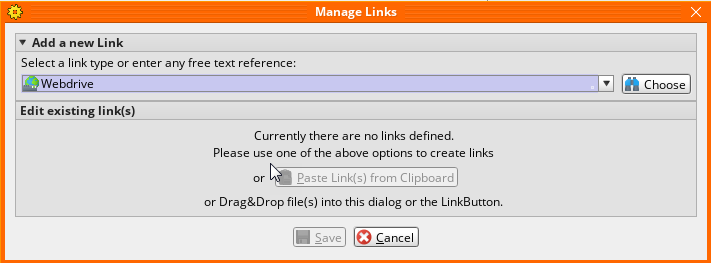 Manage Links
Add a new Link
Select a link type or enter any free text reference:
Webdrive
Choose
Edit existing link(s)
Currently there are no links defined.
Please use one of the above options to create links
or Paste Link(s) from Clipboard
or Drag&Drop file(s) into this dialog or the LinkButton.
Save Cancel